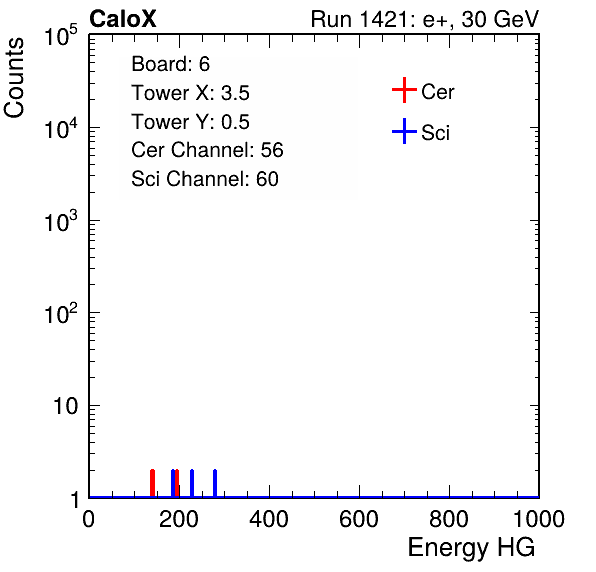 CaloX Run 1421: e+, 30 GeV
Counts
10^5
10^4
10^3
10^2
10
1
Board: 6
Tower X: 3.5
Tower Y: 0.5
Cer Channel: 56
Sci Channel: 60
Cer
Sci
0 200 400 600 800 1000
Energy HG